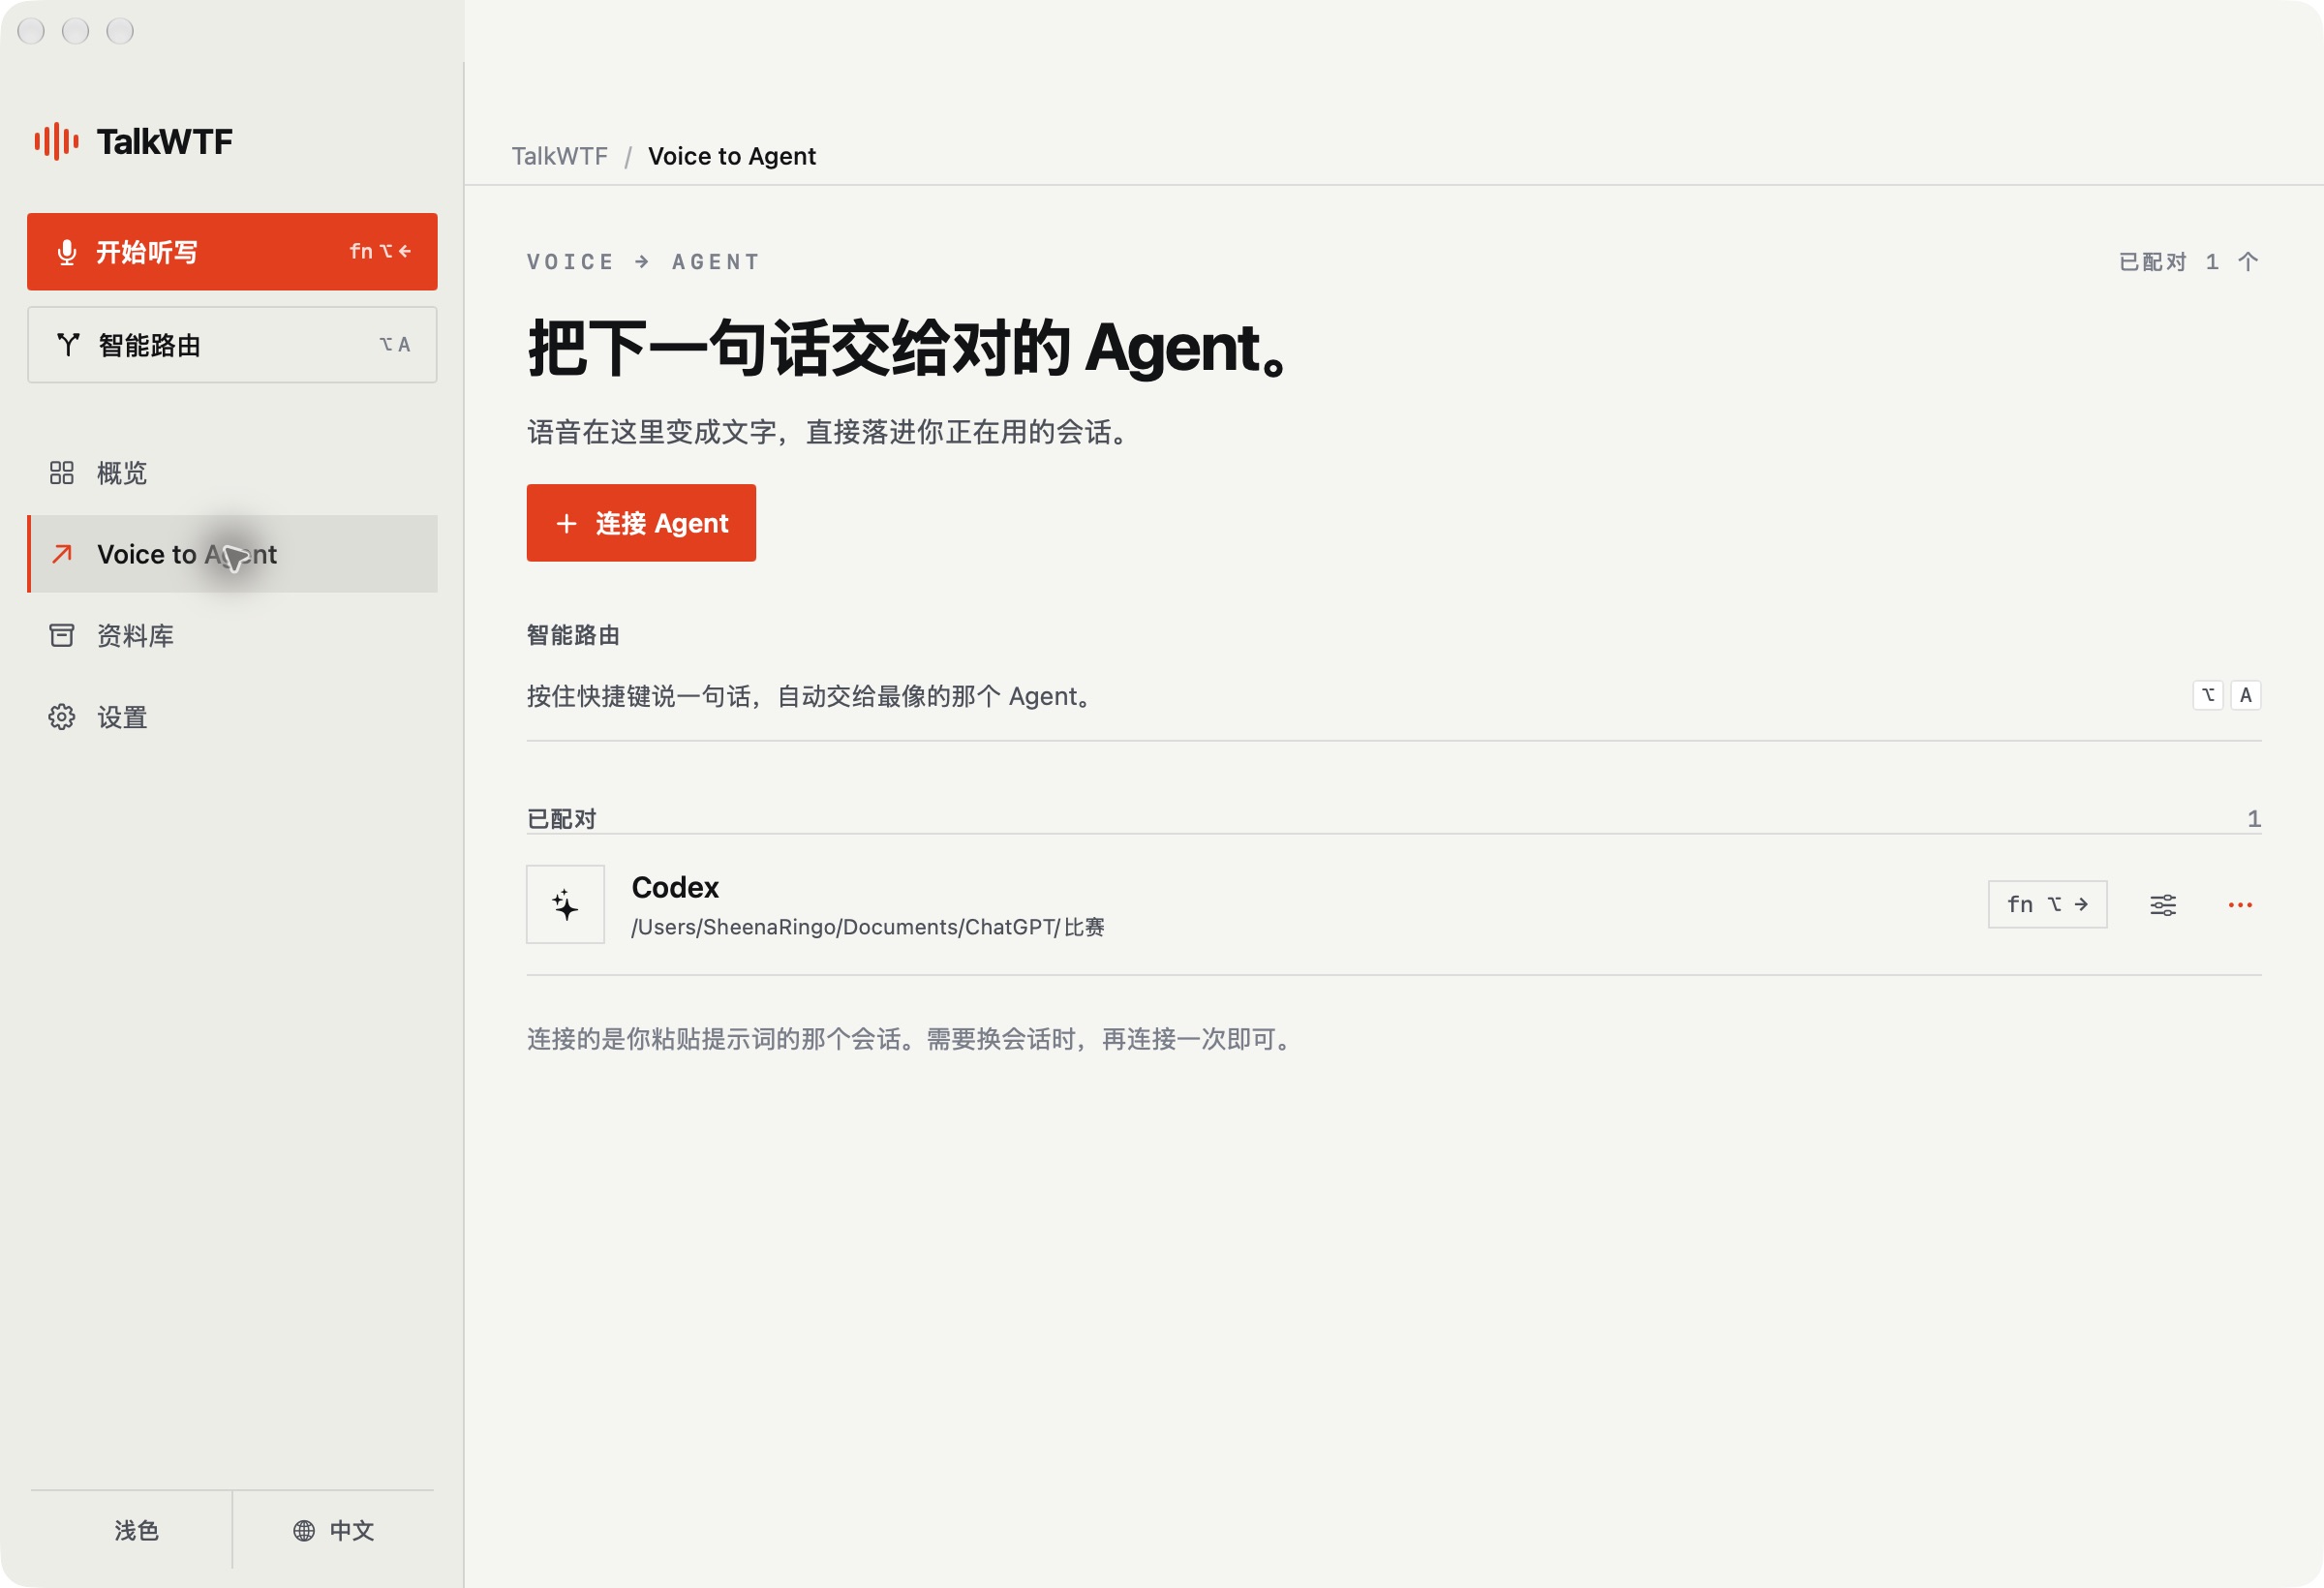 TalkWTF
开始听写 fn ⌥ ←
智能路由 ⌥ A
概览
Voice to Agent
资料库
设置
浅色
中文
TalkWTF / Voice to Agent
VOICE → AGENT
已配对 1 个
把下一句话交给对的 Agent。
语音在这里变成文字，直接落进你正在用的会话。
+ 连接 Agent
智能路由
按住快捷键说一句话，自动交给最像的那个 Agent。 ⌥ A
已配对 1
Codex
/Users/SheenaRingo/Documents/ChatGPT/比赛
fn ⌥ →
连接的是你粘贴提示词的那个会话。需要换会话时，再连接一次即可。